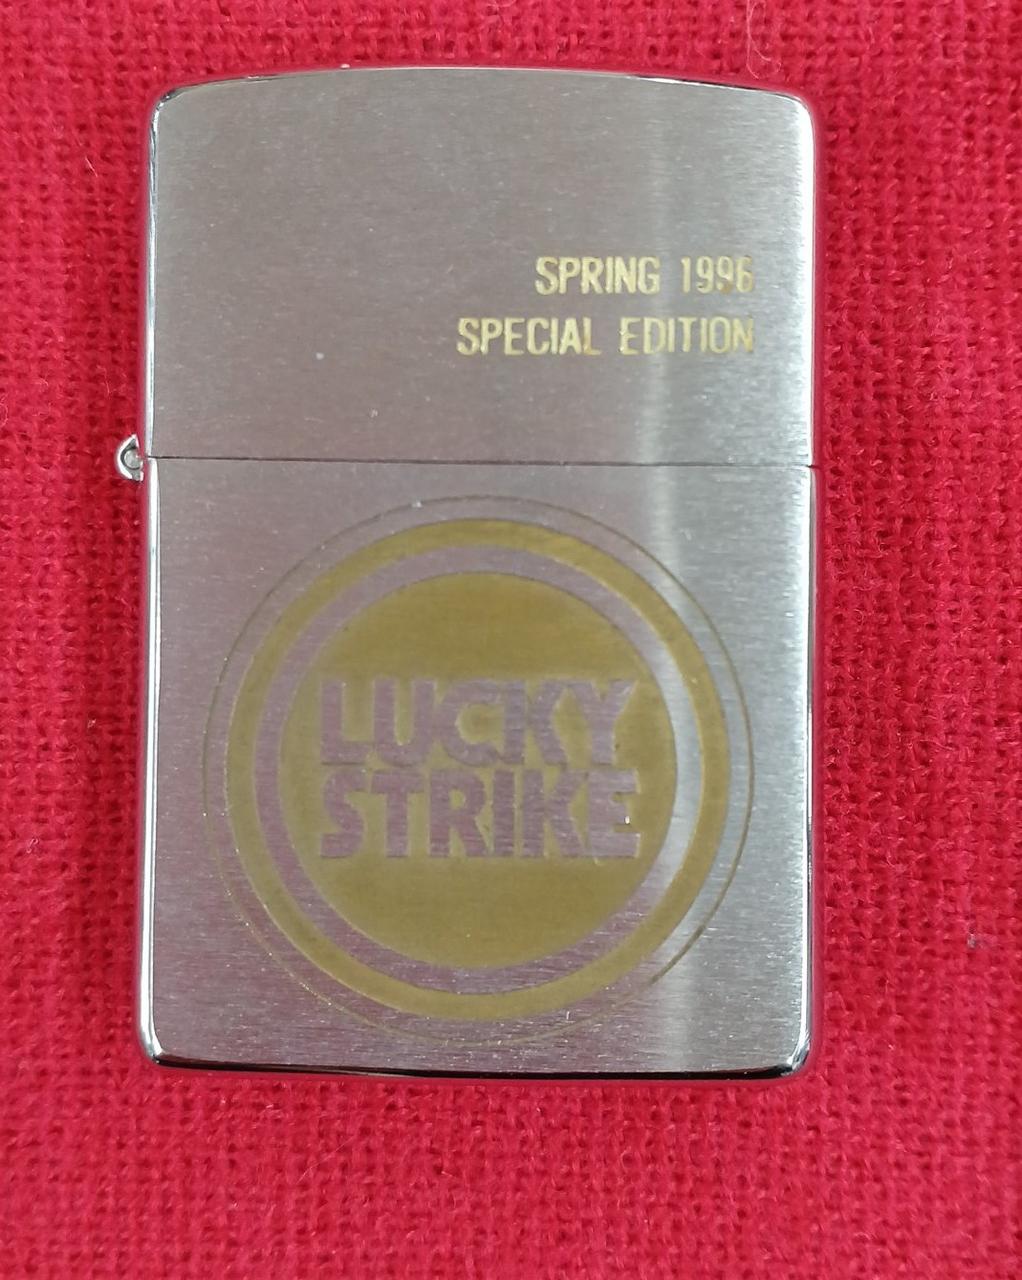 SPRING 1996
SPECIAL EDITION
LUCKY
STRIKE